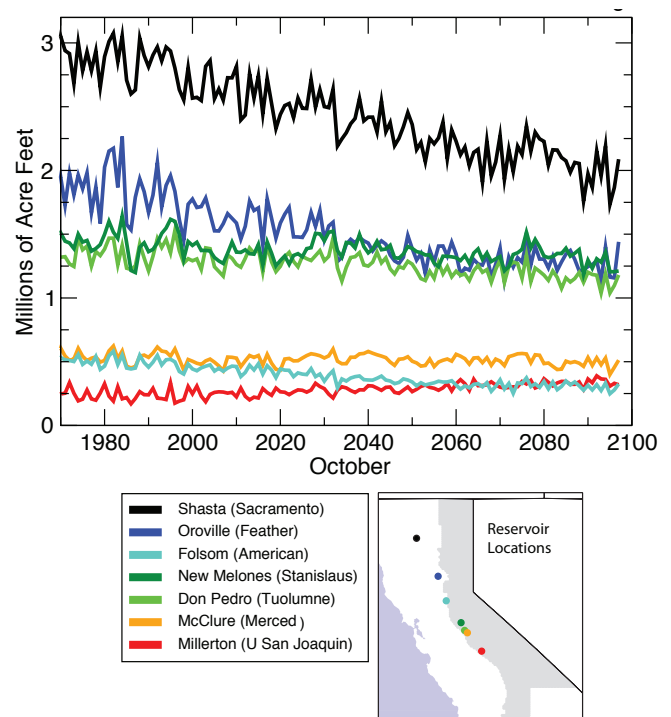 Millions of Acre Feet
3
2
1
0
1980
2000
2020
2040
2060
2080
2100
October
Shasta (Sacramento)
Oroville (Feather)
Folsom (American)
New Melones (Stanislaus)
Don Pedro (Tuolumne)
McClure (Merced)
Millerton (U San Joaquin)
Reservoir
Locations